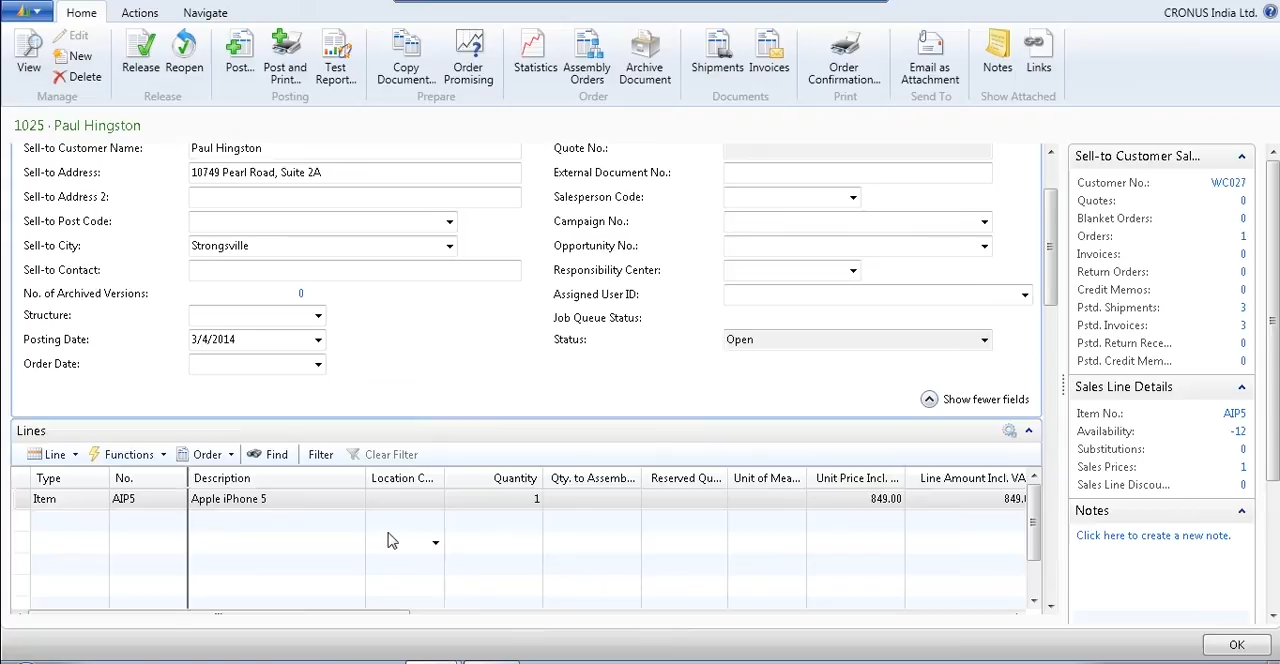 Home Actions Navigate CRONUS India Ltd.
View Edit New Delete Release Reopen Post... Post and Print... Test Report... Copy Document... Order Promising Statistics Assembly Orders Archive Document Shipments Invoices Order Confirmation... Email as Attachment Notes Links
Manage Release Posting Prepare Order Documents Print Send To Show Attached
1025 · Paul Hingston
Sell-to Customer Name: Paul Hingston
Sell-to Address: 10749 Pearl Road, Suite 2A
Sell-to Address 2:
Sell-to Post Code:
Sell-to City: Strongsville
Sell-to Contact:
No. of Archived Versions: 0
Structure:
Posting Date: 3/4/2014
Order Date:
Quote No.:
External Document No.:
Salesperson Code:
Campaign No.:
Opportunity No.:
Responsibility Center:
Assigned User ID:
Job Queue Status:
Status: Open
Show fewer fields
Lines
Line Functions Order Find Filter Clear Filter
Type No. Description Location C... Quantity Qty. to Assemb... Reserved Qu... Unit of Mea... Unit Price Incl. ... Line Amount Incl. VA
Item AIP5 Apple iPhone 5 1 849.00 849.
Sell-to Customer Sal...
Customer No.: WC027
Quotes: 0
Blanket Orders: 0
Orders: 1
Invoices: 0
Return Orders: 0
Credit Memos: 0
Pstd. Shipments: 3
Pstd. Invoices: 3
Pstd. Return Rece... 0
Pstd. Credit Mem... 0
Sales Line Details
Item No.: AIP5
Availability: -12
Substitutions: 0
Sales Prices: 1
Sales Line Discou... 0
Notes
Click here to create a new note.
OK